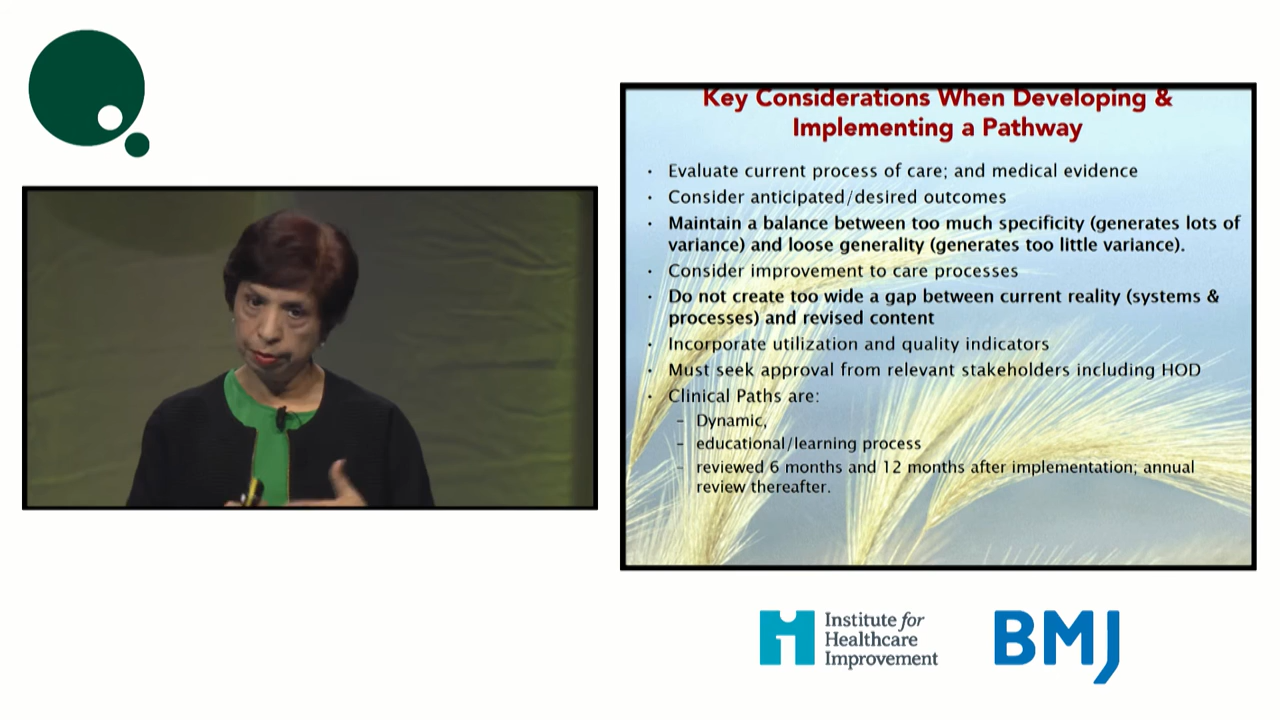 Key Considerations When Developing &
Implementing a Pathway
• Evaluate current process of care; and medical evidence
• Consider anticipated/desired outcomes
• Maintain a balance between too much specificity (generates lots of
variance) and loose generality (generates too little variance).
• Consider improvement to care processes
• Do not create too wide a gap between current reality (systems &
processes) and revised content
• Incorporate utilization and quality indicators
• Must seek approval from relevant stakeholders including HOD
• Clinical Paths are:
– Dynamic,
– educational/learning process
– reviewed 6 months and 12 months after implementation; annual
review thereafter.
Institute for
Healthcare
Improvement
BMJ